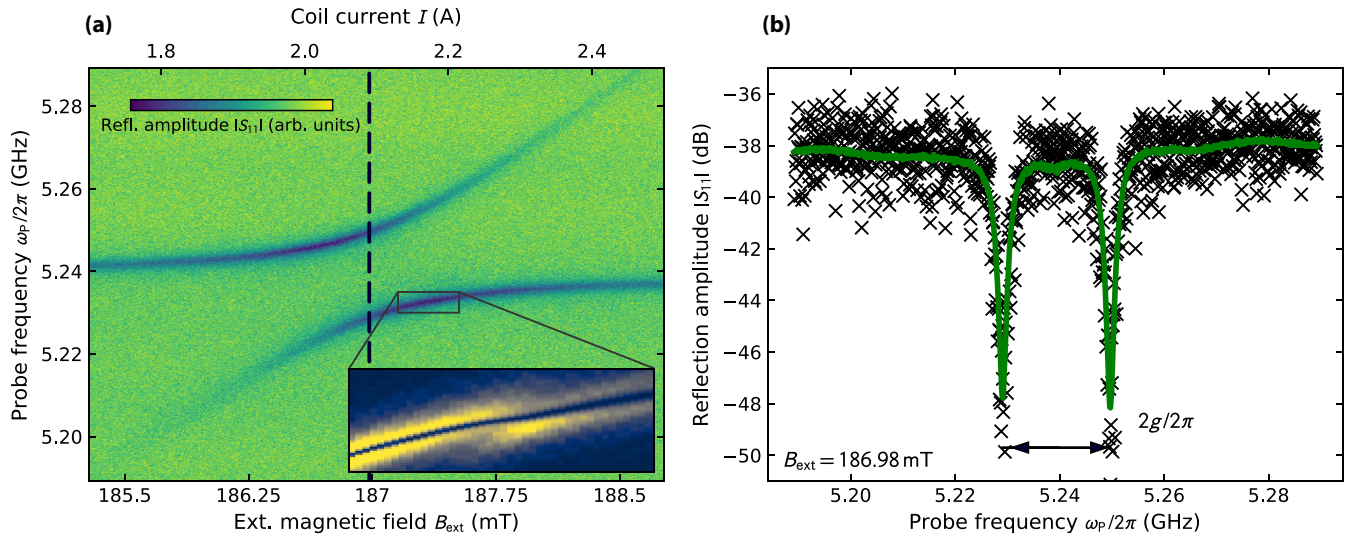 (a)
Coil current I (A)
1.8 2.0 2.2 2.4
Probe frequency ωP/2π (GHz)
5.28
5.26
5.24
5.22
5.20
Refl. amplitude |S11| (arb. units)
185.5 186.25 187 187.75 188.5
Ext. magnetic field Bext (mT)
(b)
Reflection amplitude |S11| (dB)
−36
−38
−40
−42
−44
−46
−48
−50
2g/2π
Bext = 186.98 mT
5.20 5.22 5.24 5.26 5.28
Probe frequency ωP/2π (GHz)